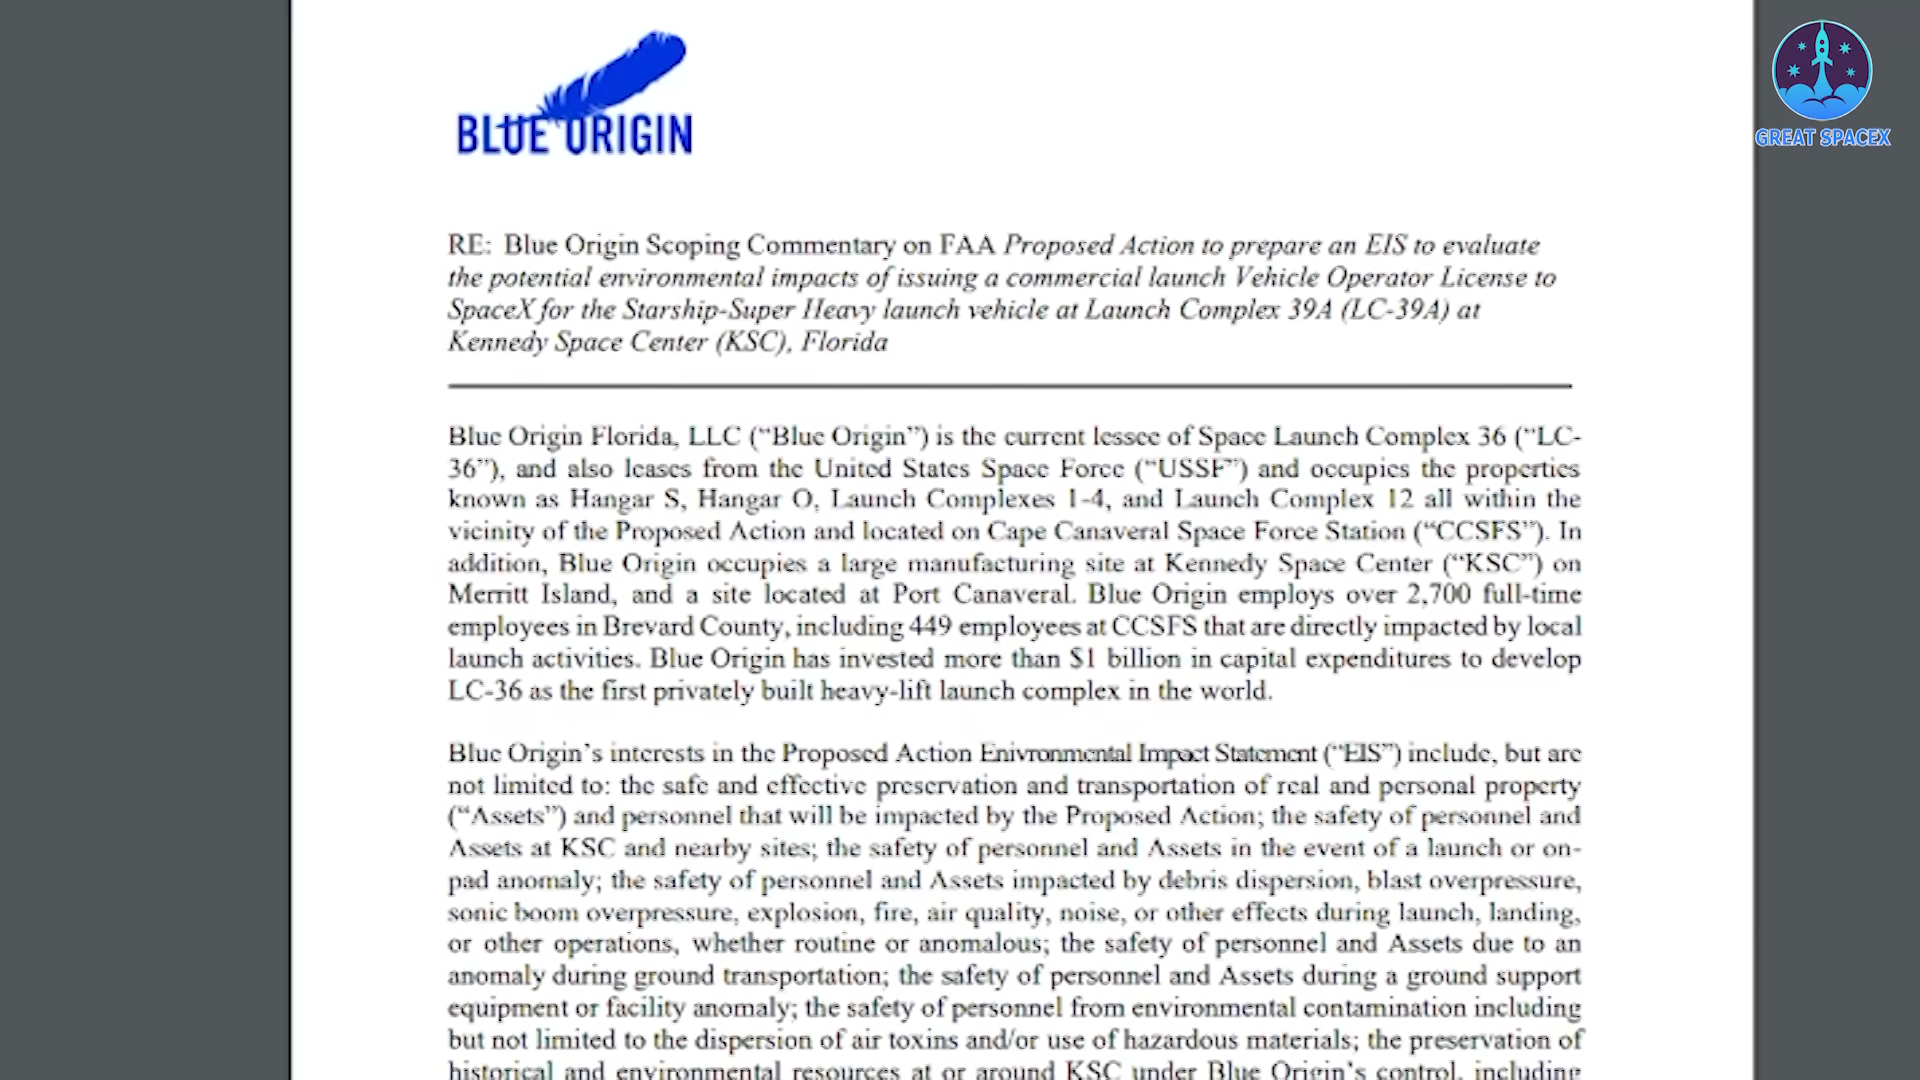 BLUE ORIGIN
GREAT SPACEX
RE: Blue Origin Scoping Commentary on FAA Proposed Action to prepare an EIS to evaluate
the potential environmental impacts of issuing a commercial launch Vehicle Operator License to
SpaceX for the Starship-Super Heavy launch vehicle at Launch Complex 39A (LC-39A) at
Kennedy Space Center (KSC), Florida
Blue Origin Florida, LLC (“Blue Origin”) is the current lessee of Space Launch Complex 36 (“LC-
36”), and also leases from the United States Space Force (“USSF”) and occupies the properties
known as Hangar S, Hangar O, Launch Complexes 1-4, and Launch Complex 12 all within the
vicinity of the Proposed Action and located on Cape Canaveral Space Force Station (“CCSFS”). In
addition, Blue Origin occupies a large manufacturing site at Kennedy Space Center (“KSC”) on
Merritt Island, and a site located at Port Canaveral. Blue Origin employs over 2,700 full-time
employees in Brevard County, including 449 employees at CCSFS that are directly impacted by local
launch activities. Blue Origin has invested more than $1 billion in capital expenditures to develop
LC-36 as the first privately built heavy-lift launch complex in the world.
Blue Origin’s interests in the Proposed Action Enivronmental Impact Statement (“EIS”) include, but are
not limited to: the safe and effective preservation and transportation of real and personal property
(“Assets”) and personnel that will be impacted by the Proposed Action; the safety of personnel and
Assets at KSC and nearby sites; the safety of personnel and Assets in the event of a launch or on-
pad anomaly; the safety of personnel and Assets impacted by debris dispersion, blast overpressure,
sonic boom overpressure, explosion, fire, air quality, noise, or other effects during launch, landing,
or other operations, whether routine or anomalous; the safety of personnel and Assets due to an
anomaly during ground transportation; the safety of personnel and Assets during a ground support
equipment or facility anomaly; the safety of personnel from environmental contamination including
but not limited to the dispersion of air toxins and/or use of hazardous materials; the preservation of
historical and environmental resources at or around KSC under Blue Origin’s control, including